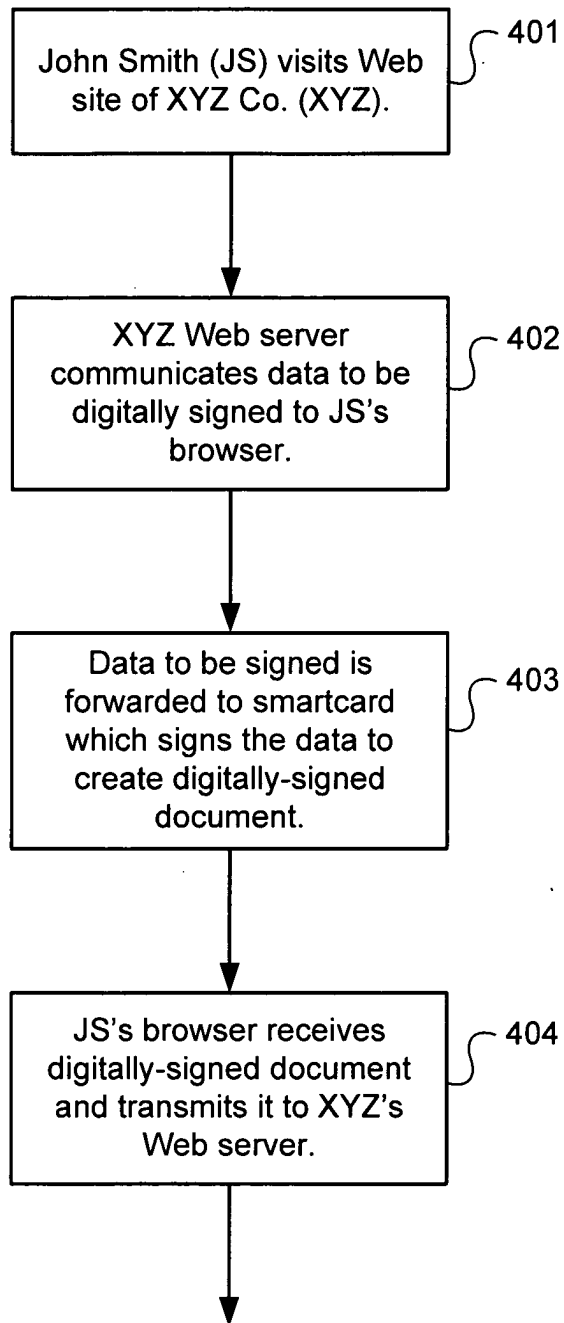 John Smith (JS) visits Web
site of XYZ Co. (XYZ).
401
XYZ Web server
communicates data to be
digitally signed to JS's
browser.
402
Data to be signed is
forwarded to smartcard
which signs the data to
create digitally-signed
document.
403
JS's browser receives
digitally-signed document
and transmits it to XYZ's
Web server.
404